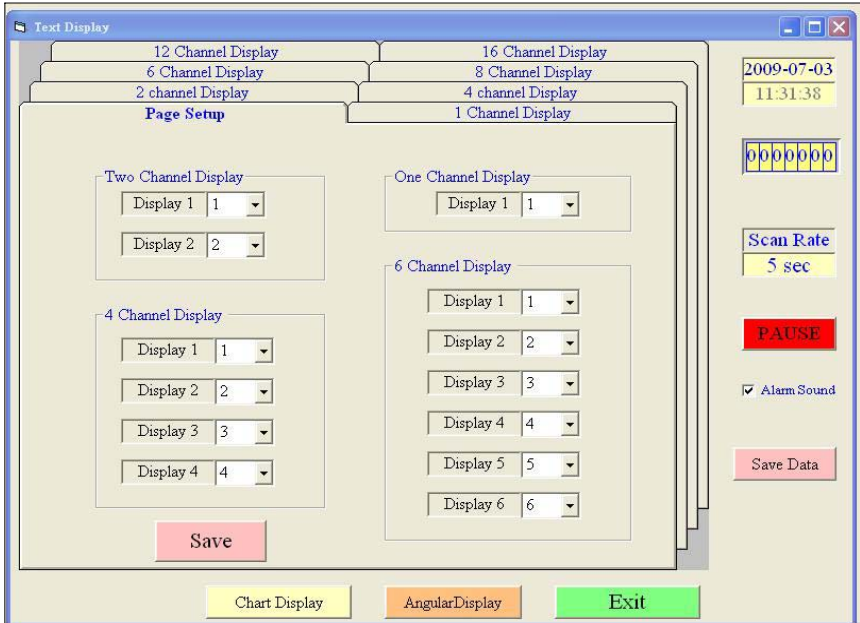 Text Display
12 Channel Display
16 Channel Display
6 Channel Display
8 Channel Display
2 channel Display
4 channel Display
Page Setup
1 Channel Display
Two Channel Display
Display 1 1
Display 2 2
4 Channel Display
Display 1 1
Display 2 2
Display 3 3
Display 4 4
Save
One Channel Display
Display 1 1
6 Channel Display
Display 1 1
Display 2 2
Display 3 3
Display 4 4
Display 5 5
Display 6 6
2009-07-03
11:31:38
0000000
Scan Rate
5 sec
PAUSE
Alarm Sound
Save Data
Chart Display
AngularDisplay
Exit